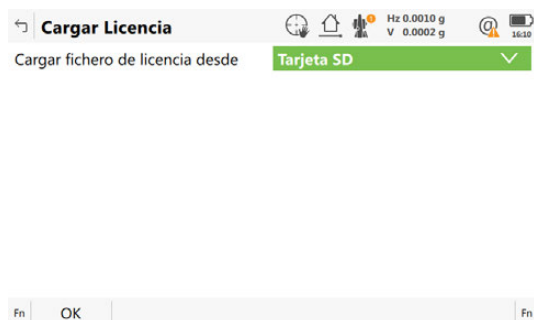 Cargar Licencia
Hz 0.0010 g
V 0.0002 g
@
16:10
Cargar fichero de licencia desde
Tarjeta SD
Fn OK Fn